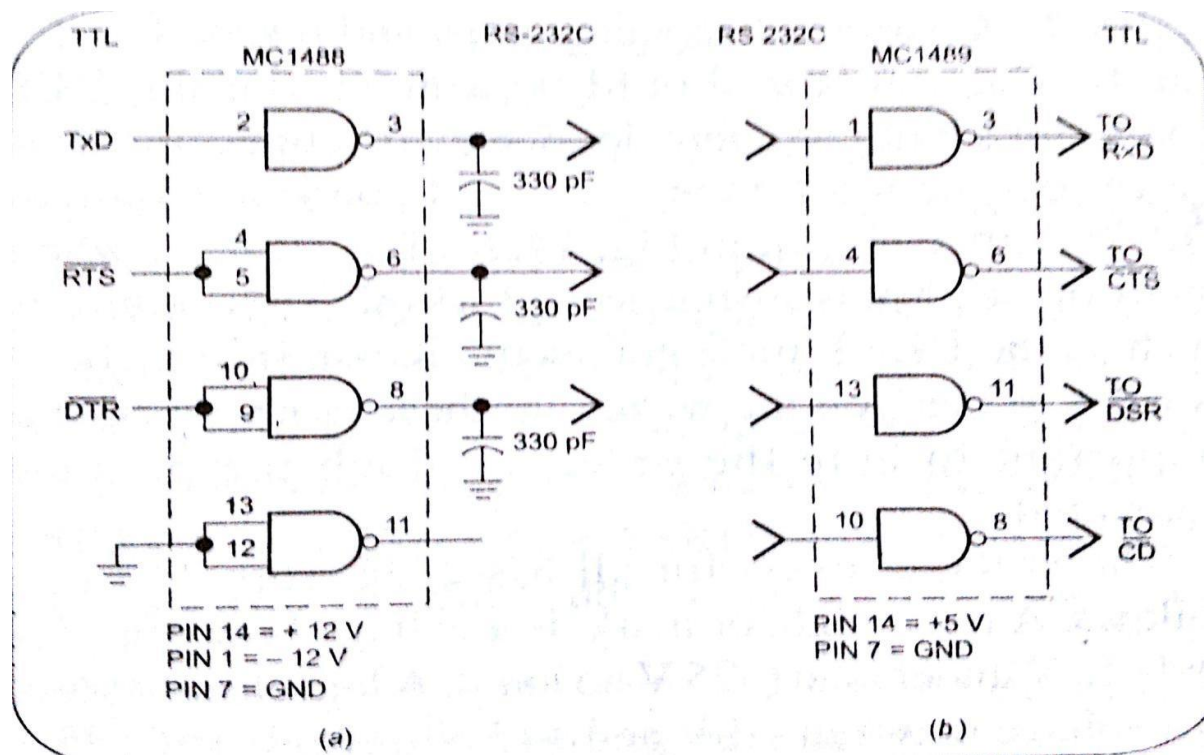 TTL RS-232C RS 232C TTL
MC1488 MC1489
TxD 2 3 1 3 TO RxD
330 pF
RTS 4 5 6 4 6 TO CTS
330 pF
DTR 10 9 8 13 11 TO DSR
330 pF
13 12 11 10 8 TO CD
PIN 14 = + 12 V
PIN 1 = - 12 V
PIN 7 = GND
PIN 14 = +5 V
PIN 7 = GND
(a) (b)